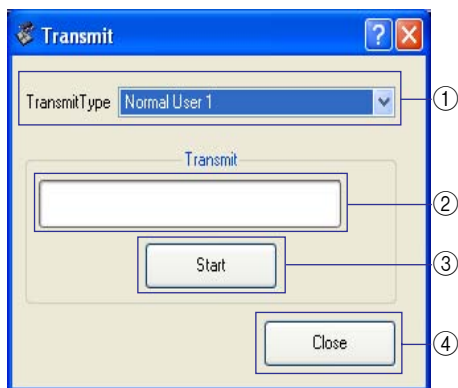 Transmit
TransmitType Normal User 1 ①
Transmit
②
Start ③
Close ④